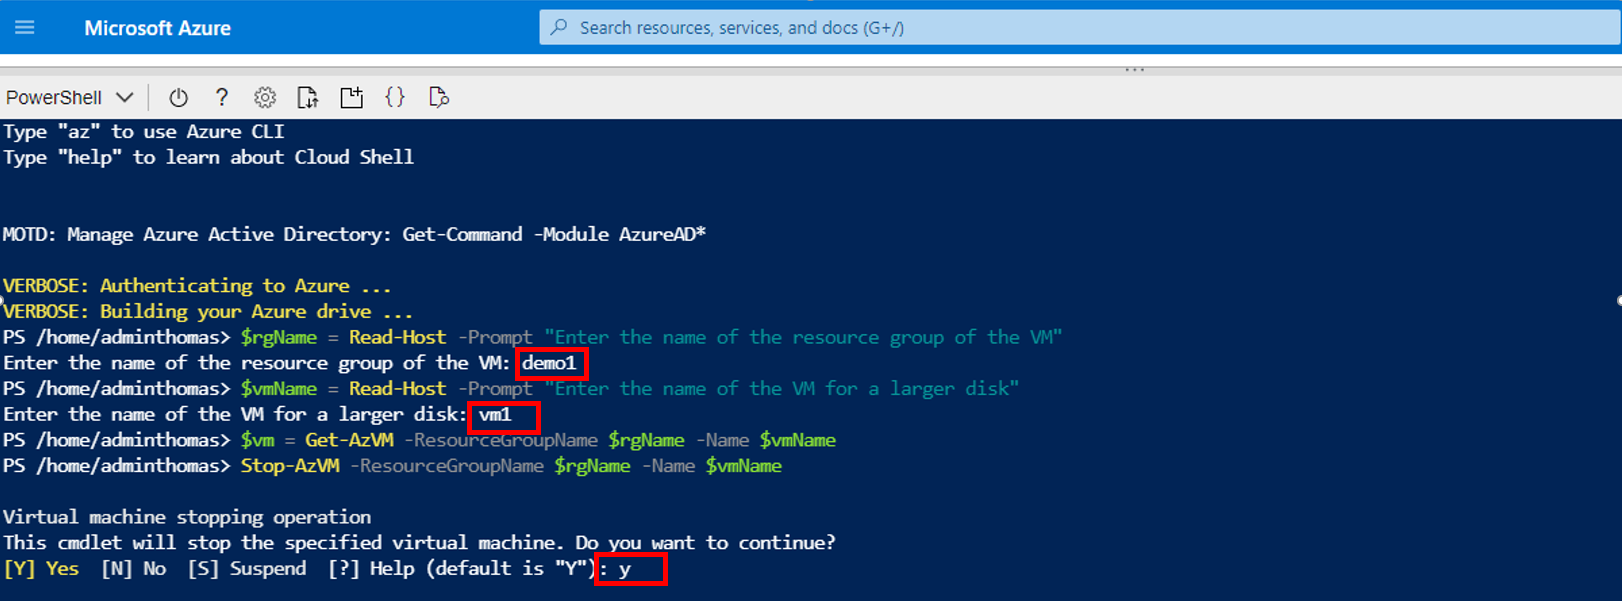 Microsoft Azure
Search resources, services, and docs (G+/)
PowerShell
Type "az" to use Azure CLI
Type "help" to learn about Cloud Shell
MOTD: Manage Azure Active Directory: Get-Command -Module AzureAD*
VERBOSE: Authenticating to Azure ...
VERBOSE: Building your Azure drive ...
PS /home/adminthomas> $rgName = Read-Host -Prompt "Enter the name of the resource group of the VM"
Enter the name of the resource group of the VM: demo1
PS /home/adminthomas> $vmName = Read-Host -Prompt "Enter the name of the VM for a larger disk"
Enter the name of the VM for a larger disk: vm1
PS /home/adminthomas> $vm = Get-AzVM -ResourceGroupName $rgName -Name $vmName
PS /home/adminthomas> Stop-AzVM -ResourceGroupName $rgName -Name $vmName
Virtual machine stopping operation
This cmdlet will stop the specified virtual machine. Do you want to continue?
[Y] Yes [N] No [S] Suspend [?] Help (default is "Y"): y